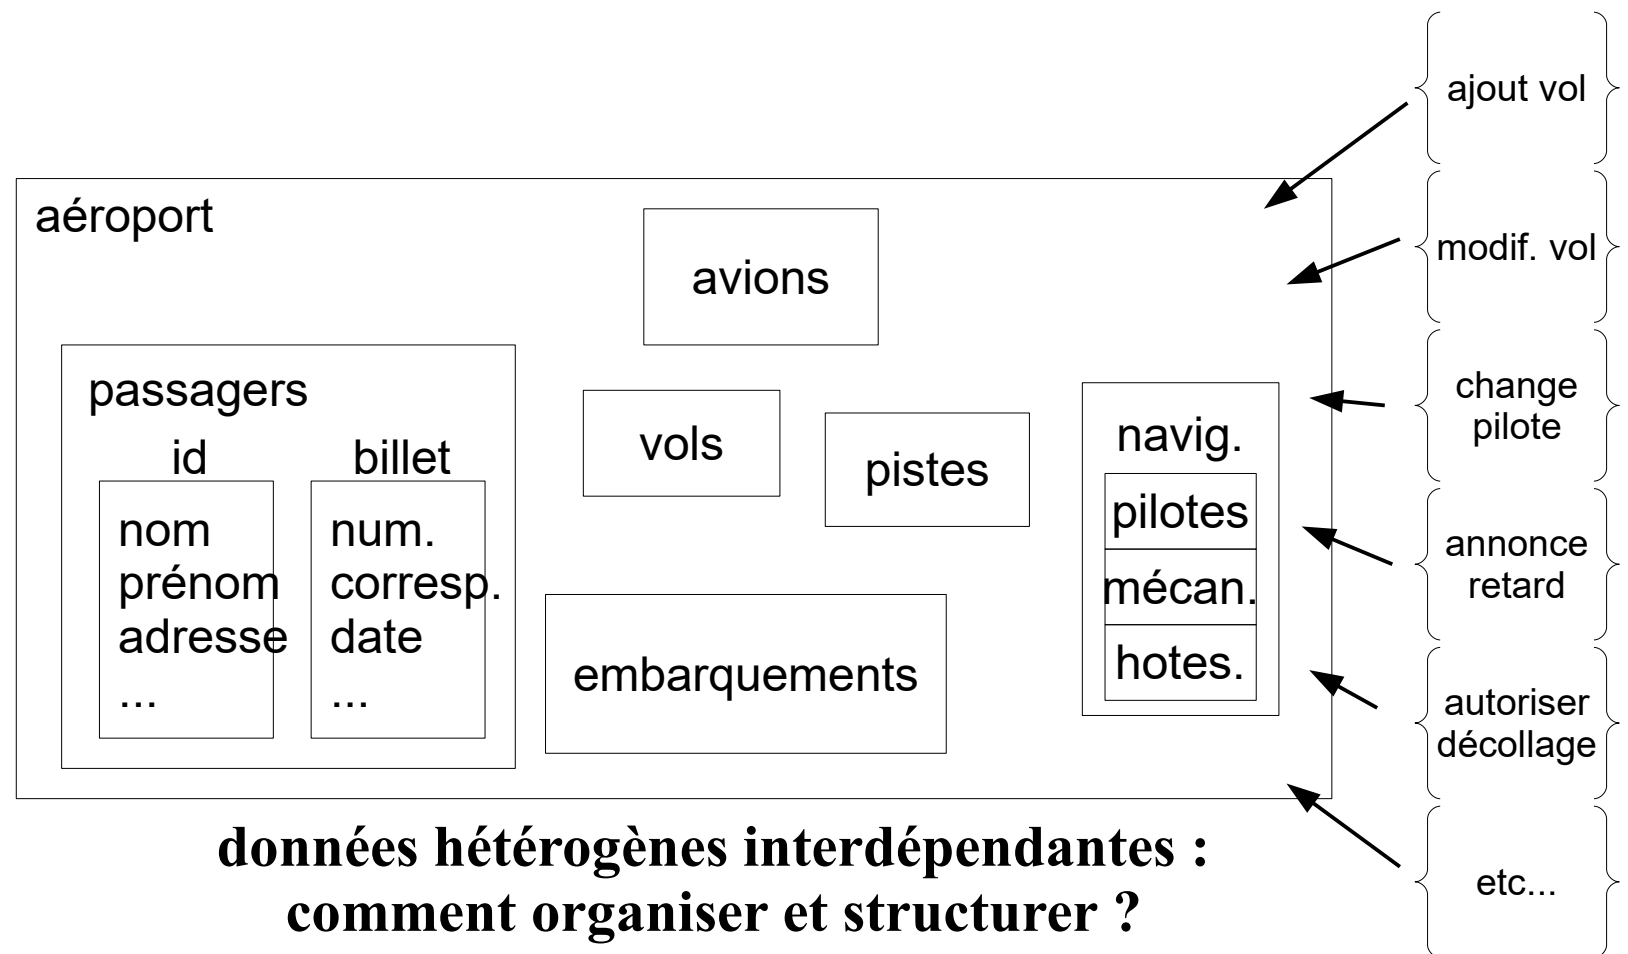 aéroport
avions
passagers
id
billet
nom
prénom
adresse
...
num.
corresp.
date
...
vols
pistes
embarquements
navig.
pilotes
mécan.
hotes.
ajout vol
modif. vol
change
pilote
annonce
retard
autoriser
décollage
etc...
données hétérogènes interdépendantes :
comment organiser et structurer ?